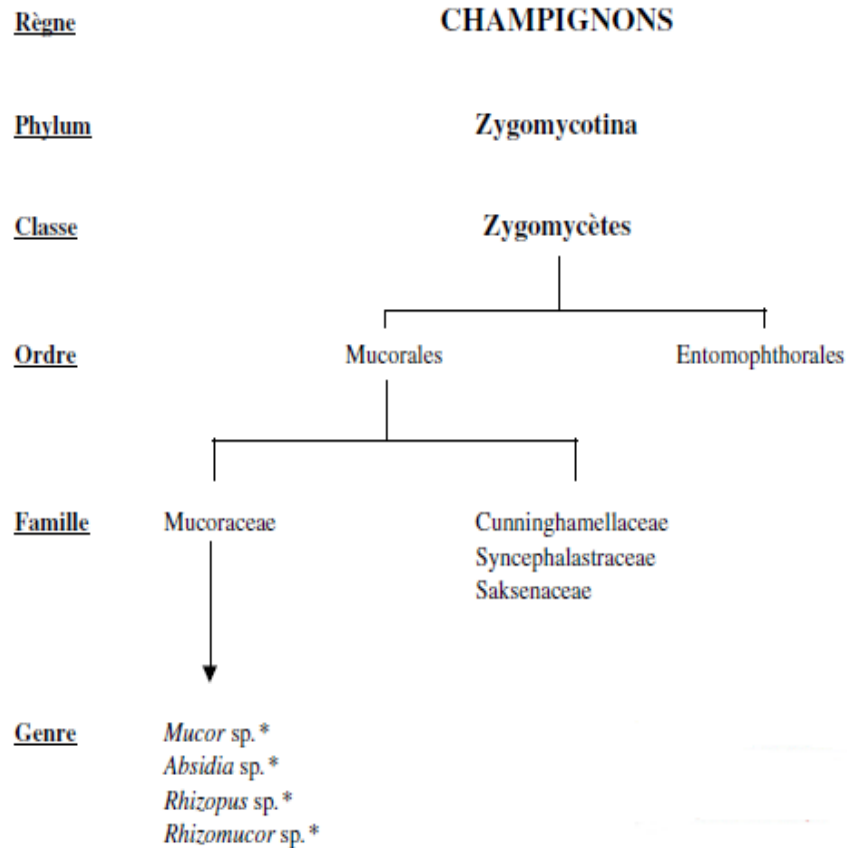 Règne CHAMPIGNONS
Phylum Zygomycotina
Classe Zygomycètes
Ordre Mucorales Entomophthorales
Famille Mucoraceae Cunninghamellaceae
Syncephalastraceae
Saksenaceae
Genre Mucor sp.*
Absidia sp.*
Rhizopus sp.*
Rhizomucor sp.*